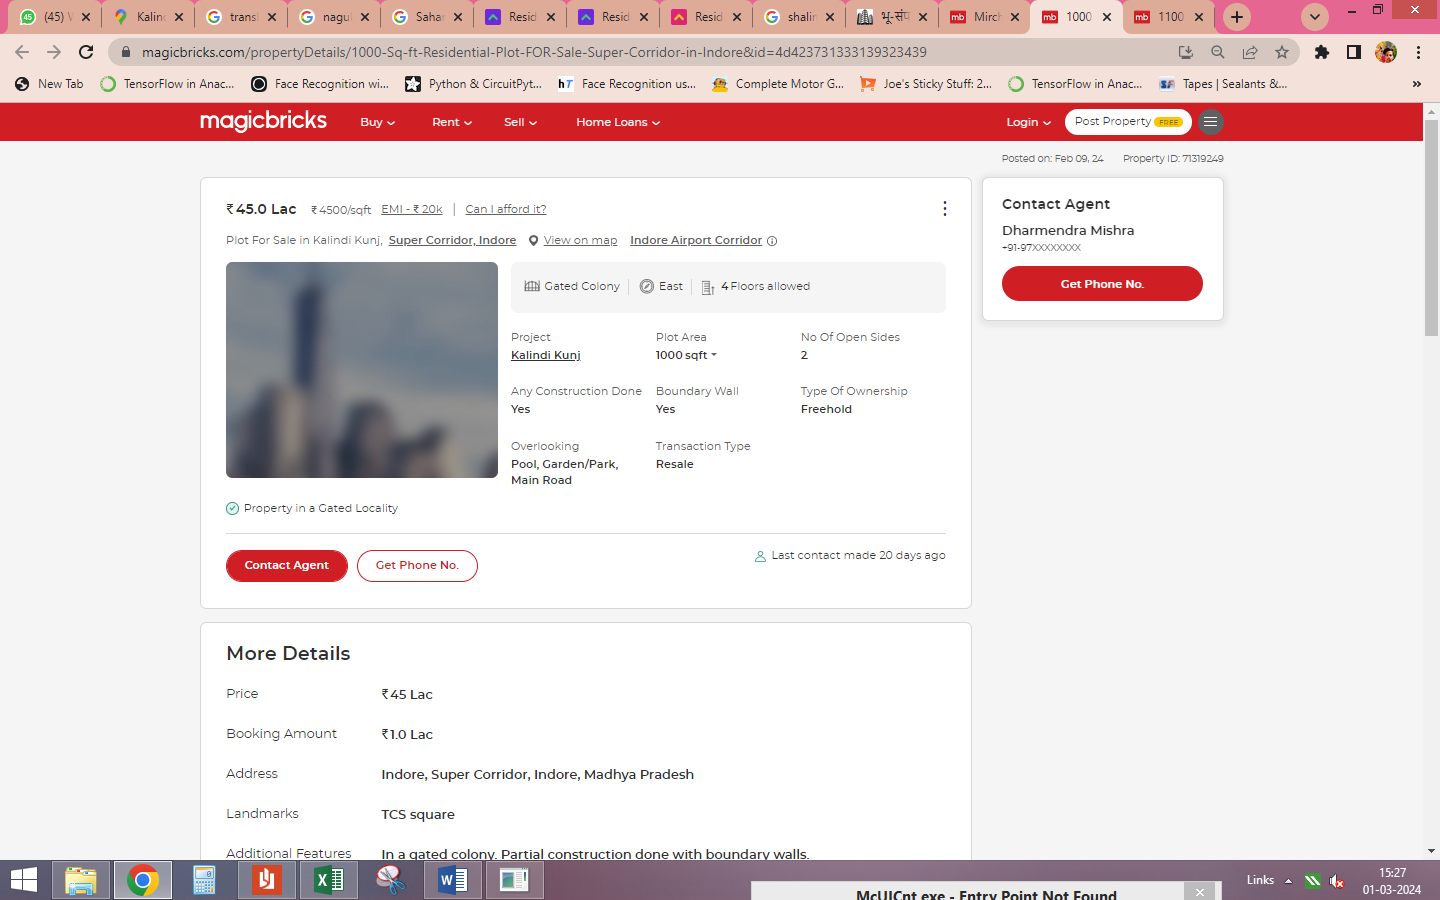 (45) W
Kalind
transl
nagul
Sahar
Resid
Resid
Resid
shalin
भू-संप
Mirch
1000
1100
magicbricks.com/propertyDetails/1000-Sq-ft-Residential-Plot-FOR-Sale-Super-Corridor-in-Indore&id=4d423731333139323439
New Tab
TensorFlow in Anac...
Face Recognition wi...
Python & CircuitPyt...
hT Face Recognition us...
Complete Motor G...
Joe's Sticky Stuff: 2...
TensorFlow in Anac...
Tapes | Sealants &...
»
magicbricks Buy Rent Sell Home Loans Login Post Property FREE
Posted on: Feb 09, 24 Property ID: 71319249
₹45.0 Lac ₹4500/sqft EMI - ₹20k | Can I afford it?
Plot For Sale in Kalindi Kunj, Super Corridor, Indore View on map Indore Airport Corridor
Gated Colony East 4 Floors allowed
Project Plot Area No Of Open Sides
Kalindi Kunj 1000 sqft 2
Any Construction Done Boundary Wall Type Of Ownership
Yes Yes Freehold
Overlooking Transaction Type
Pool, Garden/Park, Resale
Main Road
Property in a Gated Locality
Contact Agent Get Phone No. Last contact made 20 days ago
Contact Agent
Dharmendra Mishra
+91-97XXXXXXXX
Get Phone No.
More Details
Price ₹45 Lac
Booking Amount ₹1.0 Lac
Address Indore, Super Corridor, Indore, Madhya Pradesh
Landmarks TCS square
Additional Features In a gated colony. Partial construction done with boundary walls.
McUICnt.exe - Entry Point Not Found
Links
15:27
01-03-2024